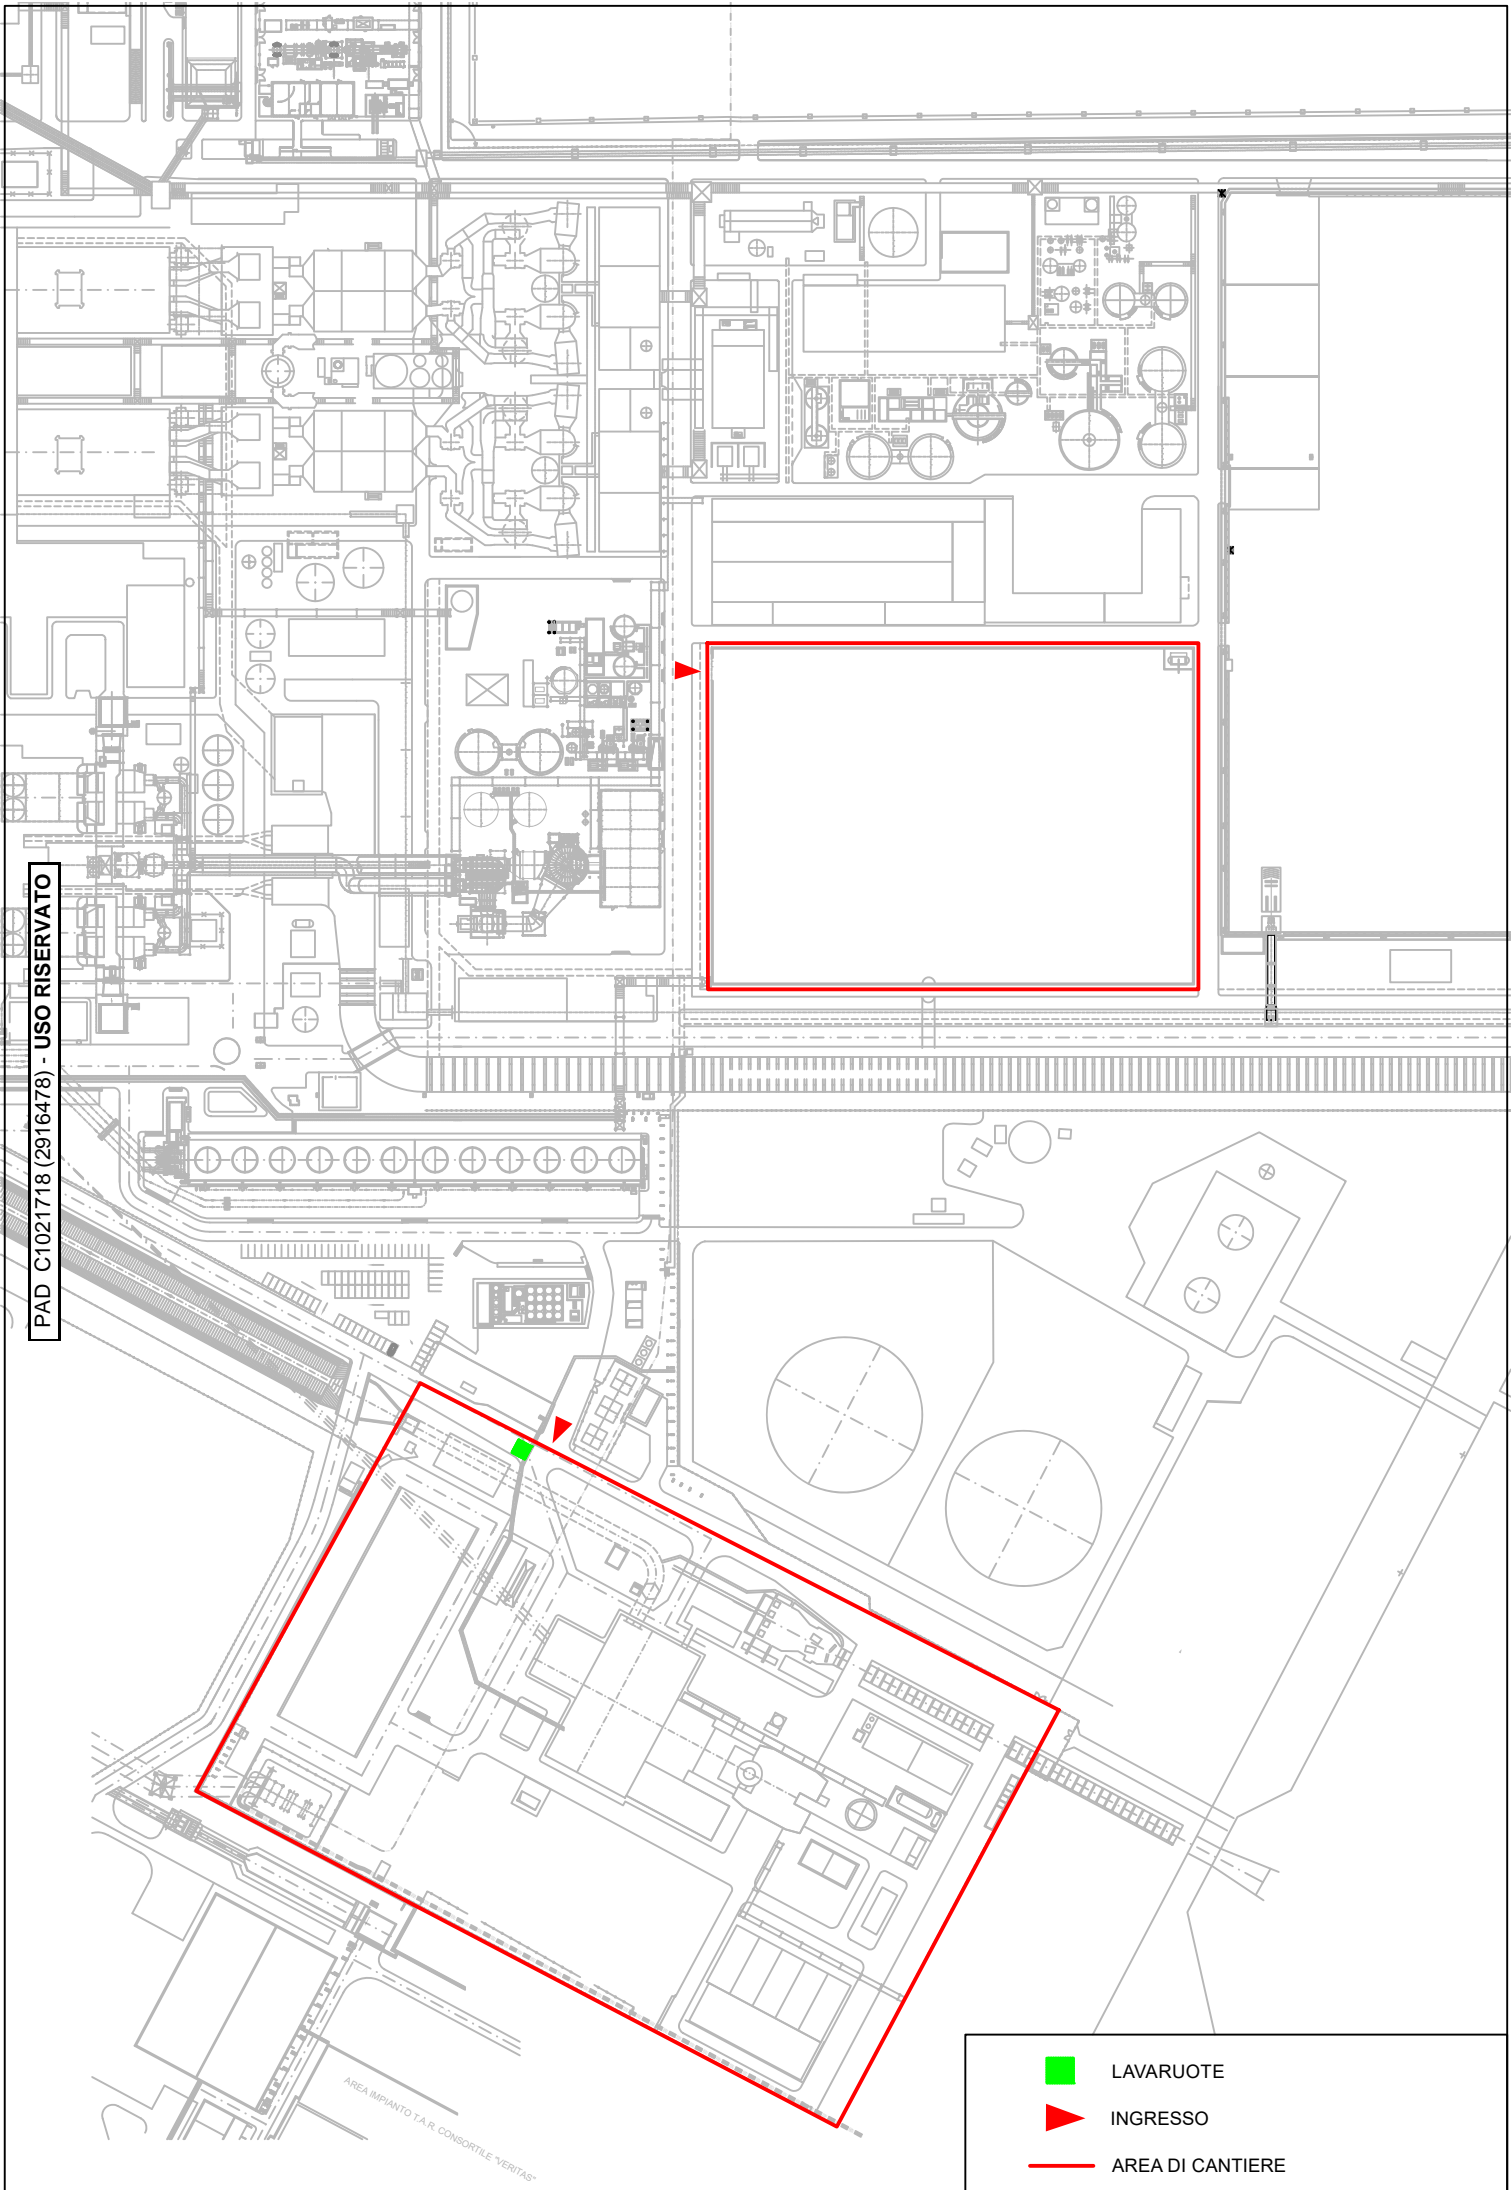 PAD C1021718 (2916478) - USO RISERVATO
AREA IMPIANTO T.A.R. CONSORTILE "VERITAS"
LAVARUOTE
INGRESSO
AREA DI CANTIERE